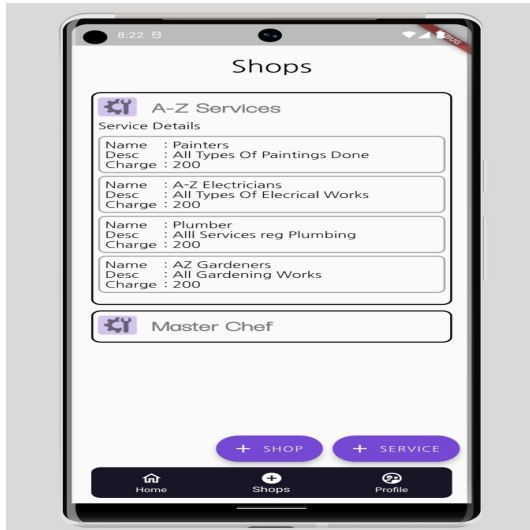 8:22
Shops
A-Z Services
Service Details
Name : Painters
Desc : All Types Of Paintings Done
Charge : 200
Name : A-Z Electricians
Desc : All Types Of Elecrical Works
Charge : 200
Name : Plumber
Desc : Alll Services reg Plumbing
Charge : 200
Name : AZ Gardeners
Desc : All Gardening Works
Charge : 200
Master Chef
+ SHOP
+ SERVICE
Home
Shops
Profile